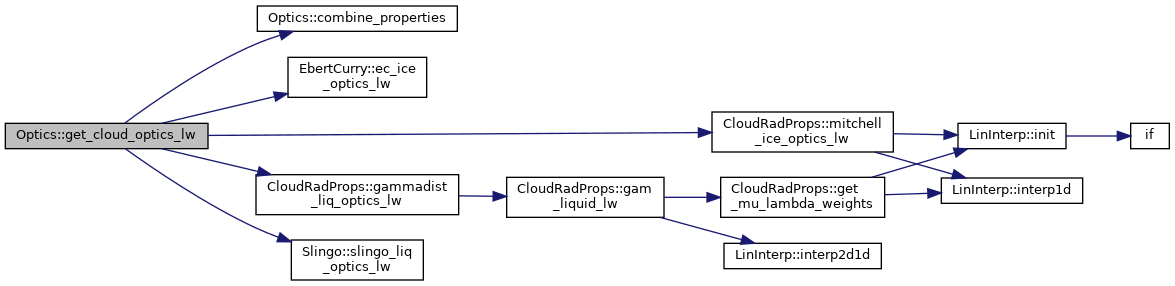 Optics::combine_properties
EbertCurry::ec_ice
_optics_lw
Optics::get_cloud_optics_lw
CloudRadProps::mitchell
_ice_optics_lw
LinInterp::init
if
CloudRadProps::gammadist
_liq_optics_lw
CloudRadProps::gam
_liquid_lw
CloudRadProps::get
_mu_lambda_weights
LinInterp::interp1d
Slingo::slingo_liq
_optics_lw
LinInterp::interp2d1d